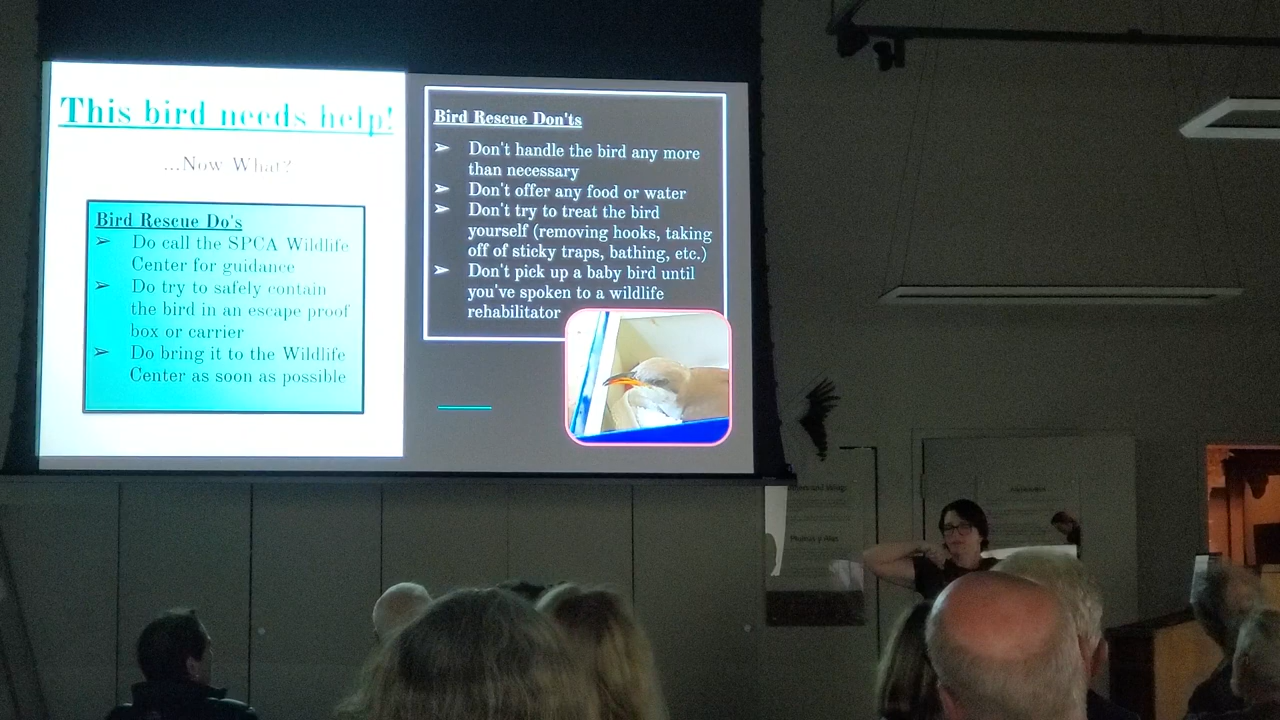 This bird needs help!
...Now What?
Bird Rescue Do's
➢ Do call the SPCA Wildlife
Center for guidance
➢ Do try to safely contain
the bird in an escape proof
box or carrier
➢ Do bring it to the Wildlife
Center as soon as possible
Bird Rescue Don'ts
➢ Don't handle the bird any more
than necessary
➢ Don't offer any food or water
➢ Don't try to treat the bird
yourself (removing hooks, taking
off of sticky traps, bathing, etc.)
➢ Don't pick up a baby bird until
you've spoken to a wildlife
rehabilitator
Plumas y Alas